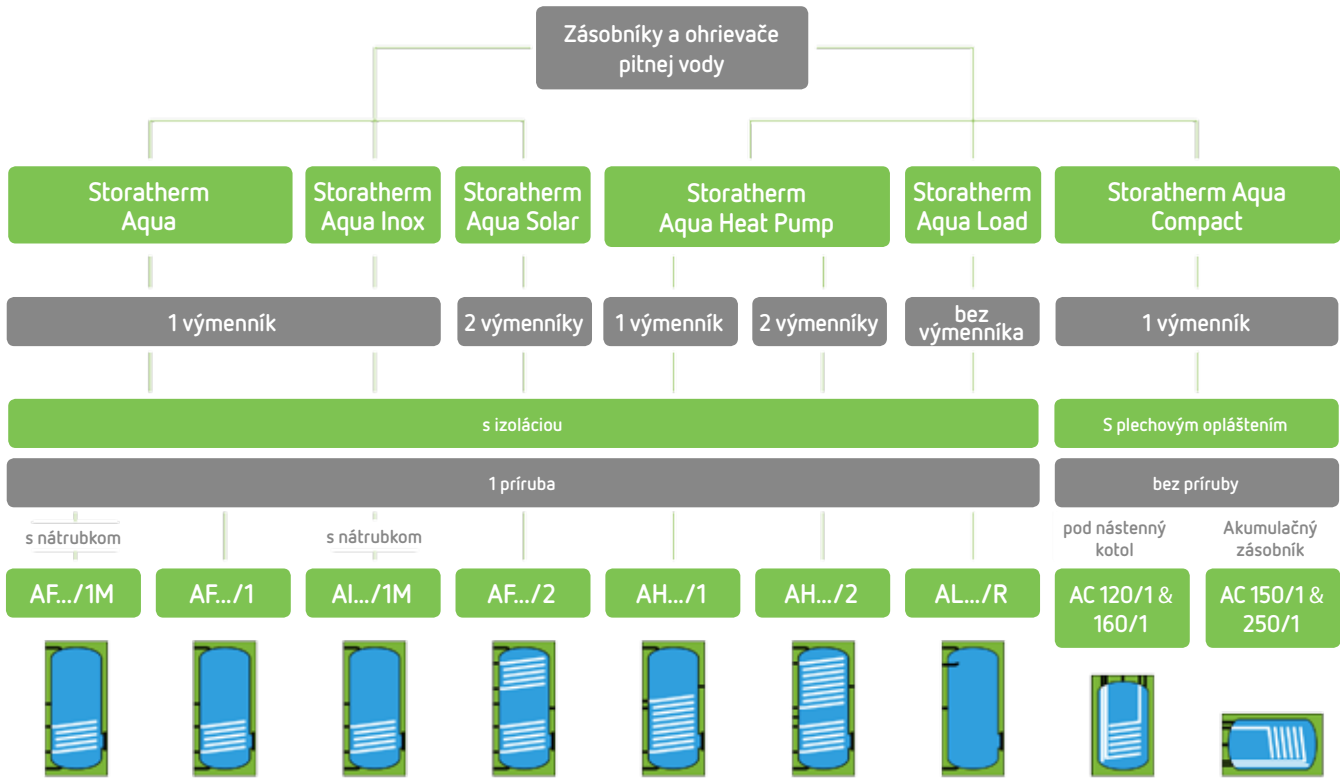 Zásobníky a ohrievače
pitnej vody
Storatherm
Aqua
Storatherm
Aqua Inox
Storatherm
Aqua Solar
Storatherm
Aqua Heat Pump
Storatherm
Aqua Load
Storatherm Aqua
Compact
1 výmenník
2 výmenníky
1 výmenník
2 výmenníky
bez
výmenníka
1 výmenník
s izoláciou
S plechovým opláštením
1 príruba
bez príruby
s nátrubkom
s nátrubkom
pod nástenný
kotol
Akumulačný
zásobník
AF.../1M
AF.../1
AI.../1M
AF.../2
AH.../1
AH.../2
AL.../R
AC 120/1 &
160/1
AC 150/1 &
250/1